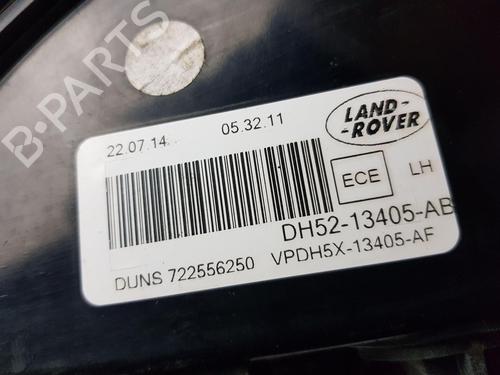 B-PARTS
22.07.14 05.32.11
LAND-
-ROVER
ECE LH
DH52-13405-AB
DUNS 722556250 VPDH5X-13405-AF